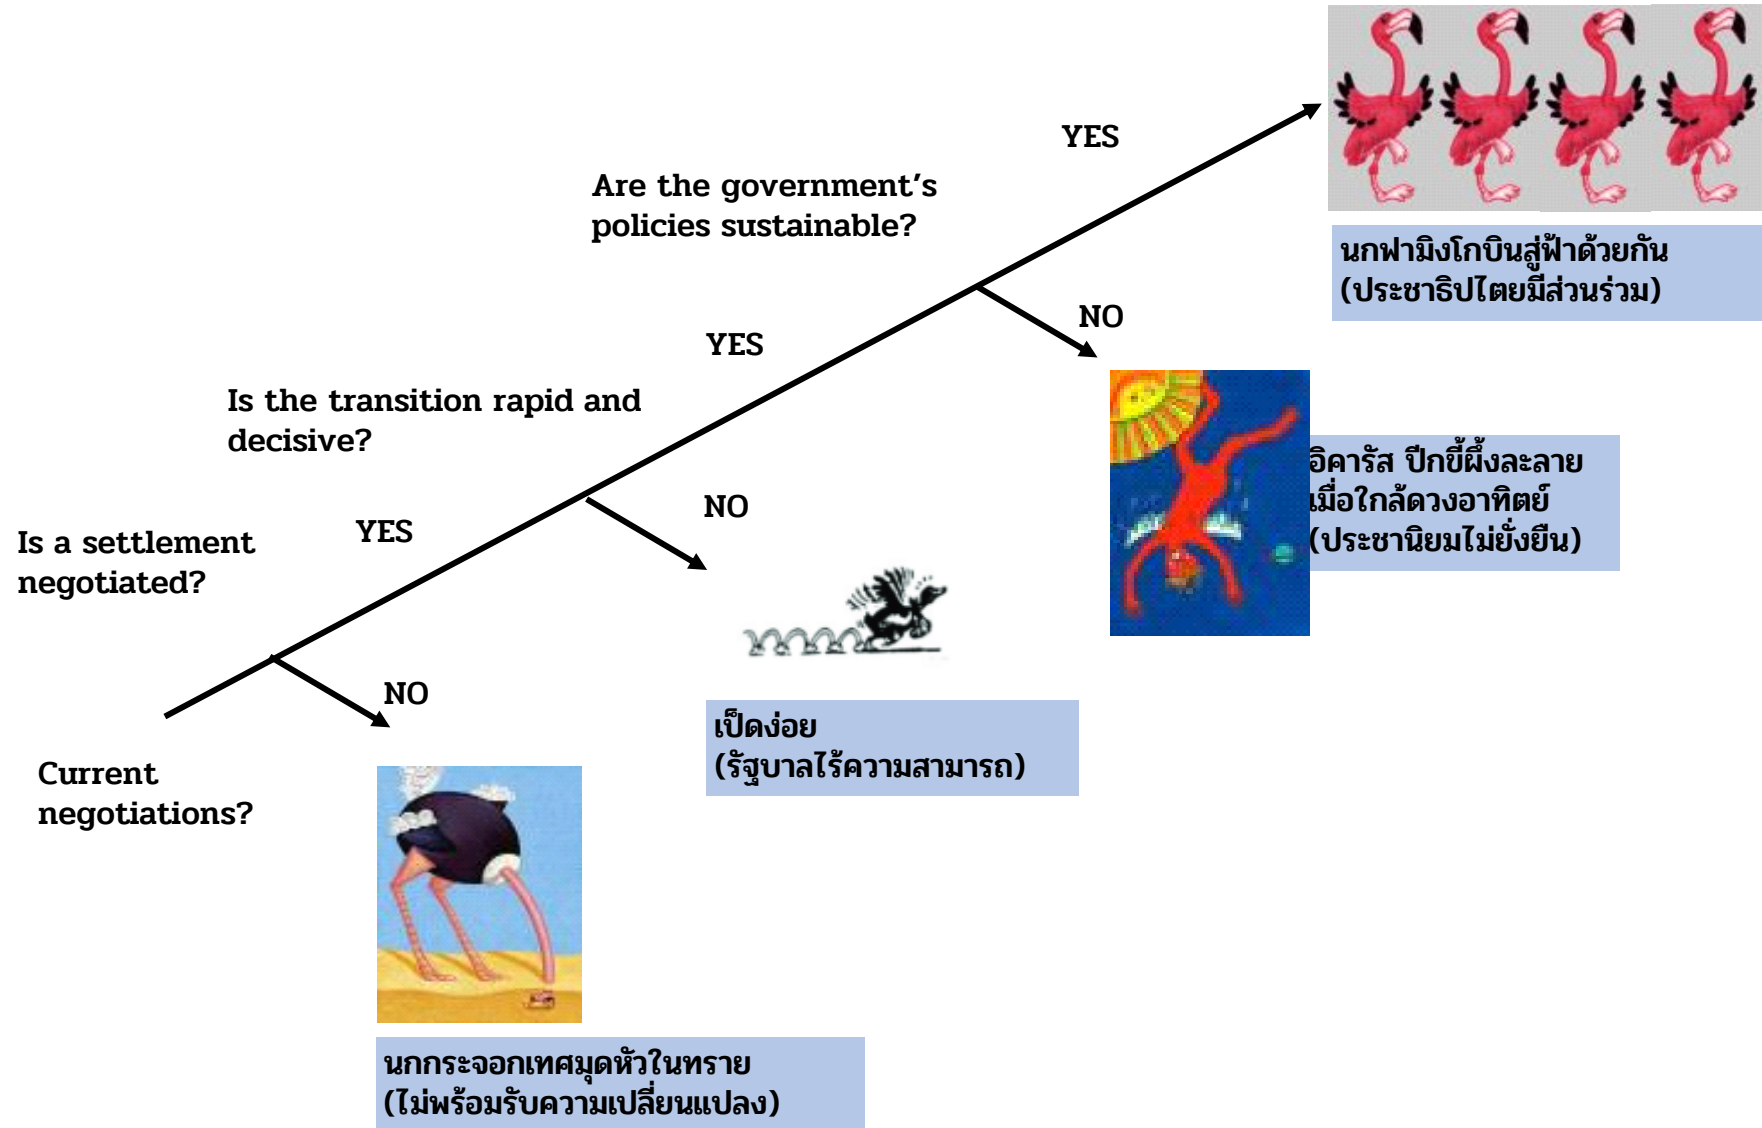 YES
Are the government’s
policies sustainable?
นกฟามิงโกบินสู่ฟ้าด้วยกัน
(ประชาธิปไตยมีส่วนร่วม)
NO
YES
Is the transition rapid and
decisive?
อิคารัส ปีกขี้ผึ้งละลาย
เมื่อใกล้ดวงอาทิตย์
(ประชานิยมไม่ยั่งยืน)
NO
YES
Is a settlement
negotiated?
NO
เป็ดง่อย
(รัฐบาลไร้ความสามารถ)
Current
negotiations?
นกกระจอกเทศมุดหัวในทราย
(ไม่พร้อมรับความเปลี่ยนแปลง)